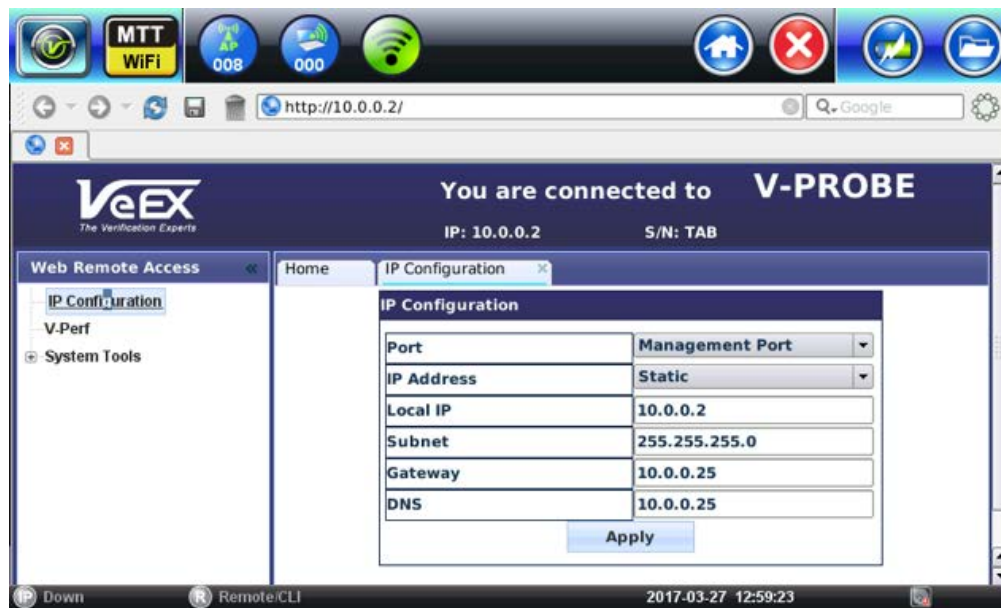 MTT
WiFi
AP
008
000
http://10.0.0.2/
Google
VeEX
The Verification Experts
You are connected to V-PROBE
IP: 10.0.0.2 S/N: TAB
Web Remote Access «
Home
IP Configuration
IP Configuration
V-Perf
System Tools
IP Configuration
Port Management Port
IP Address Static
Local IP 10.0.0.2
Subnet 255.255.255.0
Gateway 10.0.0.25
DNS 10.0.0.25
Apply
IP Down
R Remote/CLI
2017-03-27 12:59:23